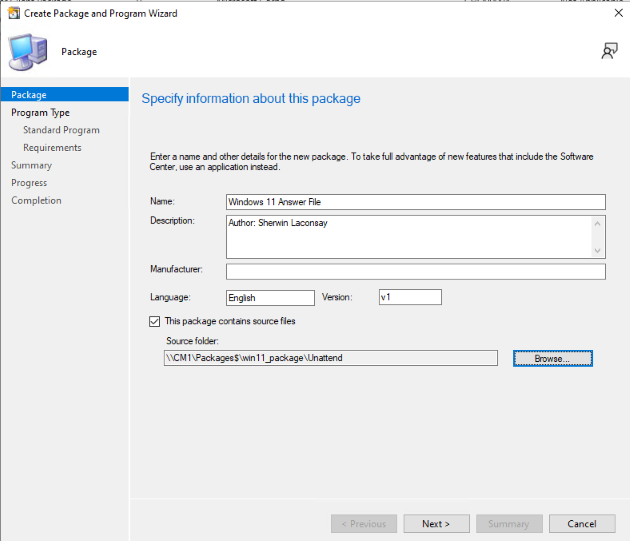 Create Package and Program Wizard
Package
Package
Program Type
Standard Program
Requirements
Summary
Progress
Completion
Specify information about this package
Enter a name and other details for the new package. To take full advantage of new features that include the Software
Center, use an application instead.
Name:
Windows 11 Answer File
Description:
Author: Sherwin Laconsay
Manufacturer:
Language:
English
Version:
v1
This package contains source files
Source folder:
\\CM1\Packages$\win11_package\Unattend
Browse...
< Previous
Next >
Summary
Cancel